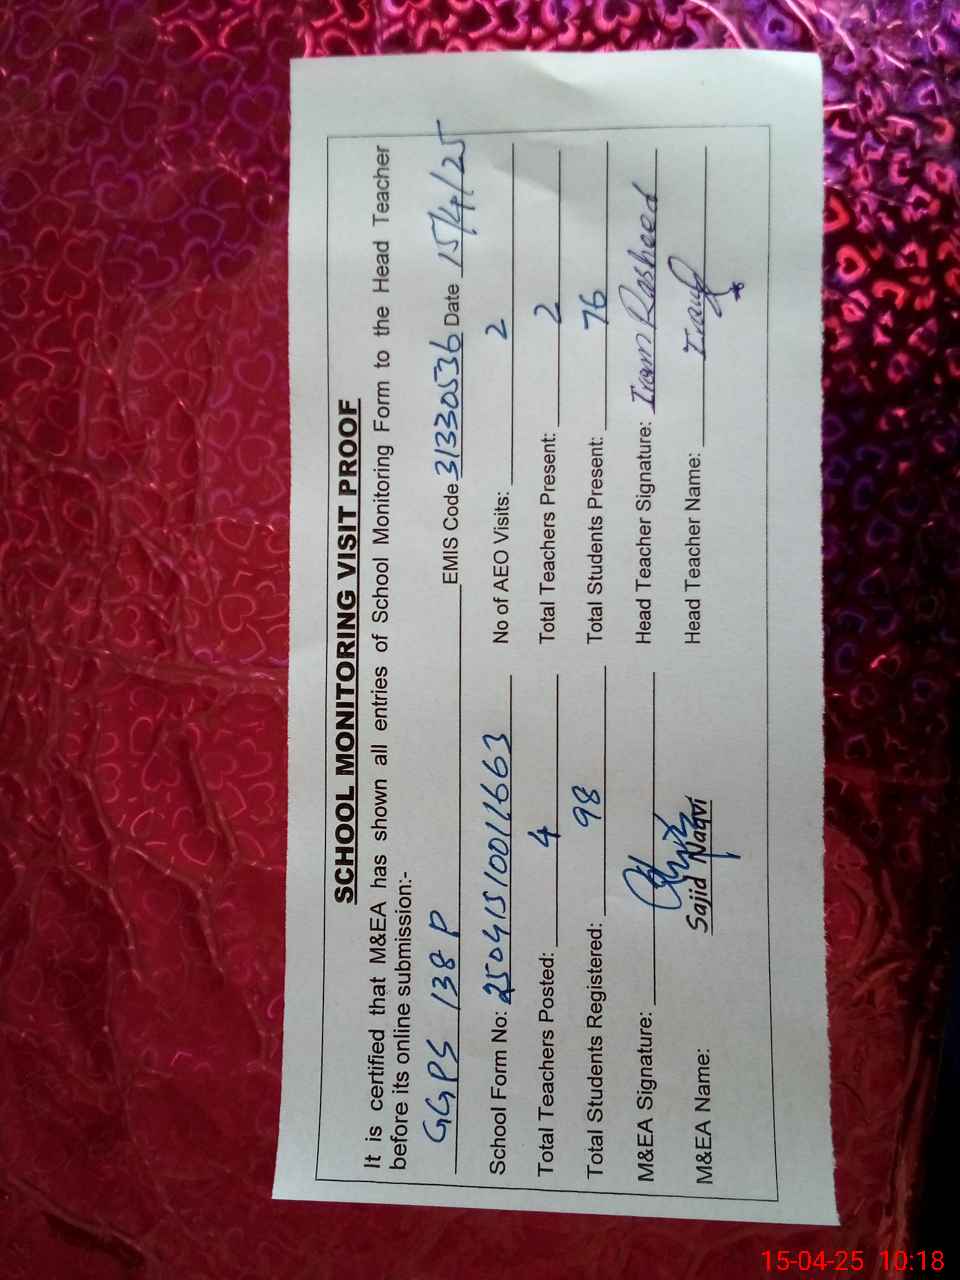 SCHOOL MONITORING VISIT PROOF
It is certified that M&EA has shown all entries of School Monitoring Form to the Head Teacher
before its online submission:-
GGPS 138 P EMIS Code 31330536 Date 15/4/25
School Form No: 25041510011663 No of AEO Visits: 2
Total Teachers Posted: 4 Total Teachers Present: 2
Total Students Registered: 98 Total Students Present: 76
M&EA Signature: Head Teacher Signature: Iram Rasheed
M&EA Name: Sajid Naqvi Head Teacher Name:
15-04-25 10:18